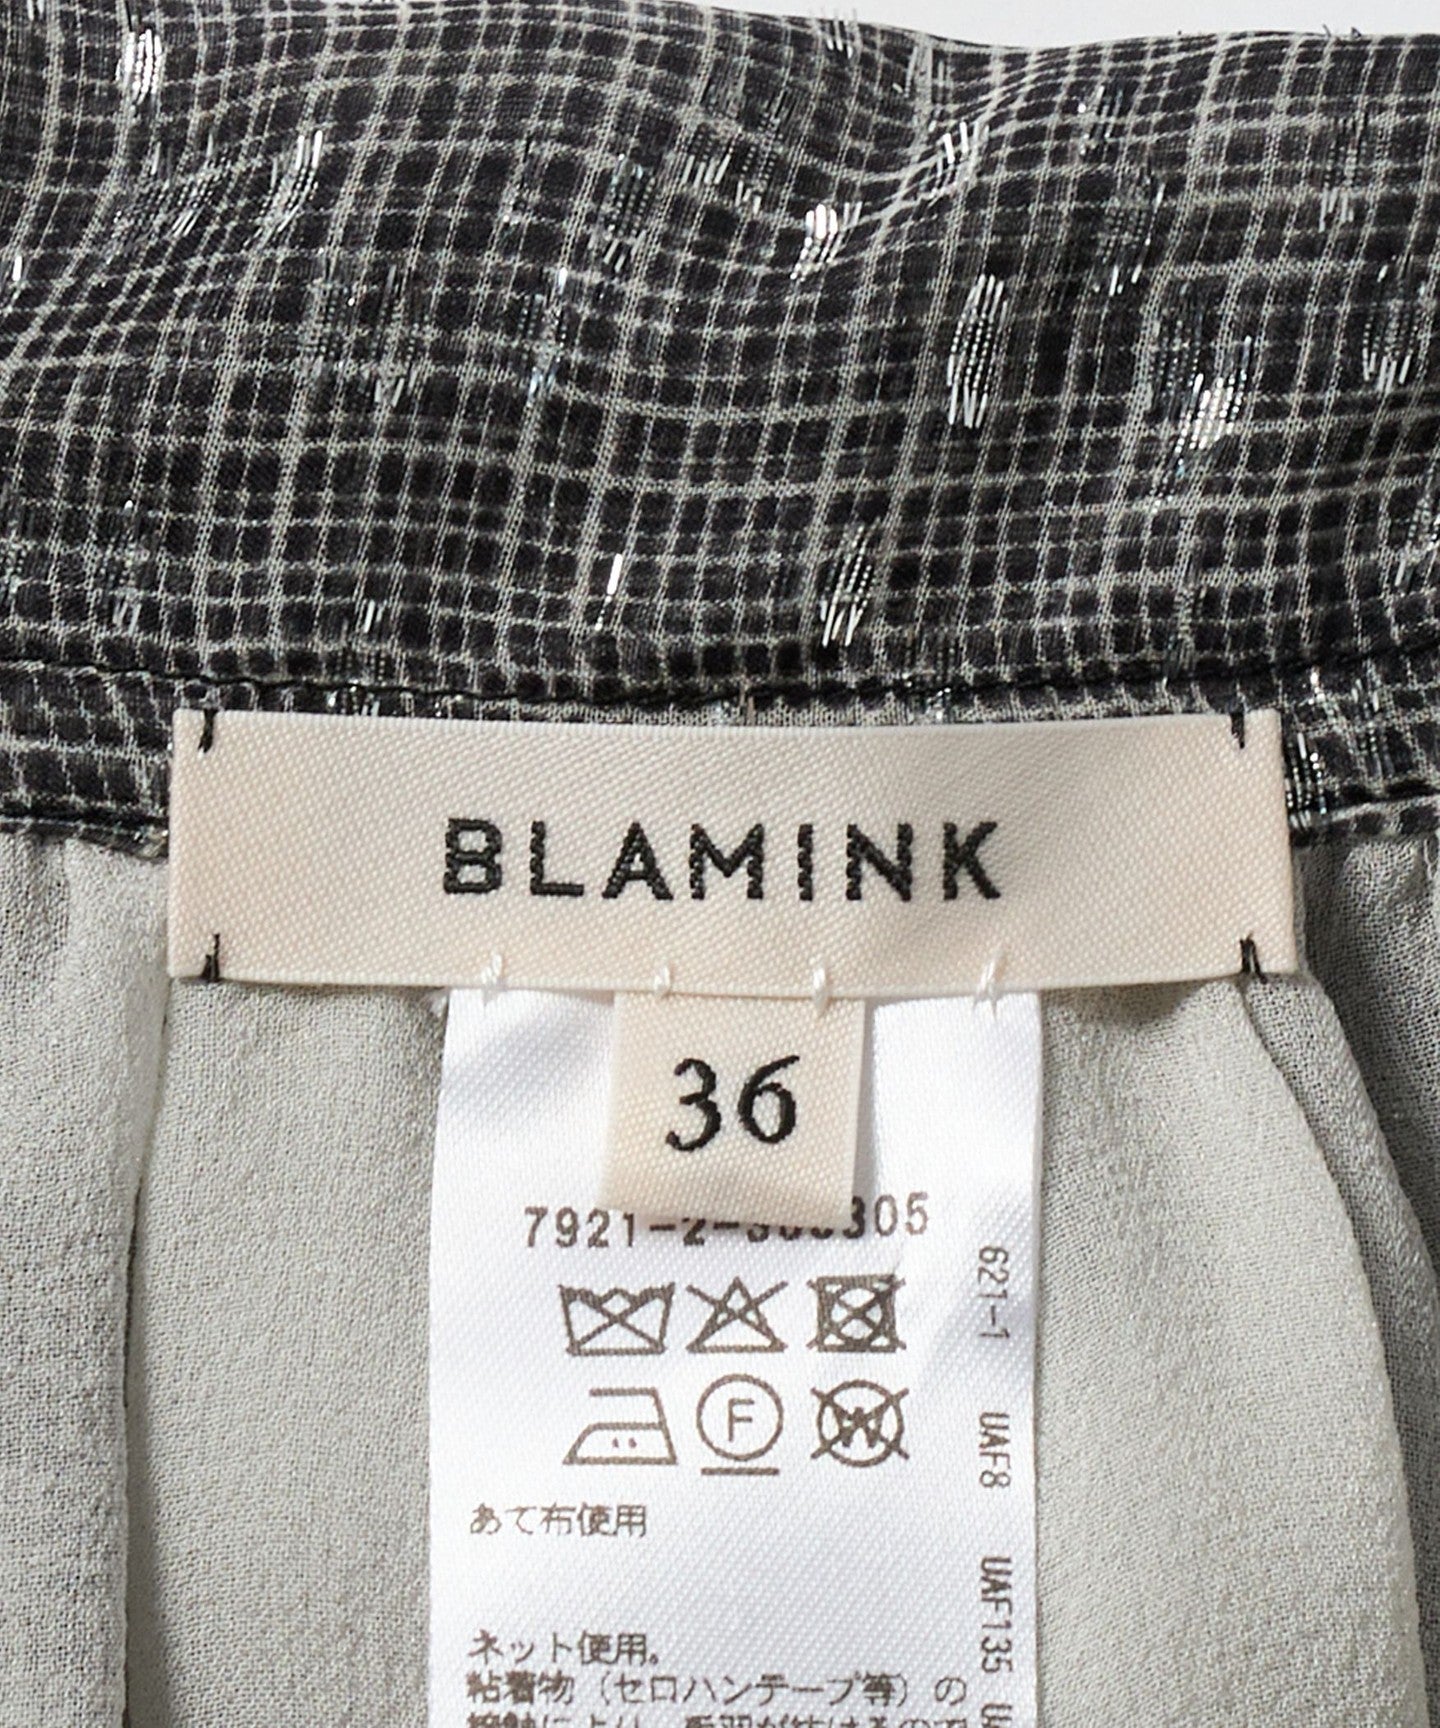 BLAMINK
36
7921-2-300305
F
W
あて布使用
ネット使用。
粘着物（セロハンテープ等）の
621-1 UAF8 UAF135